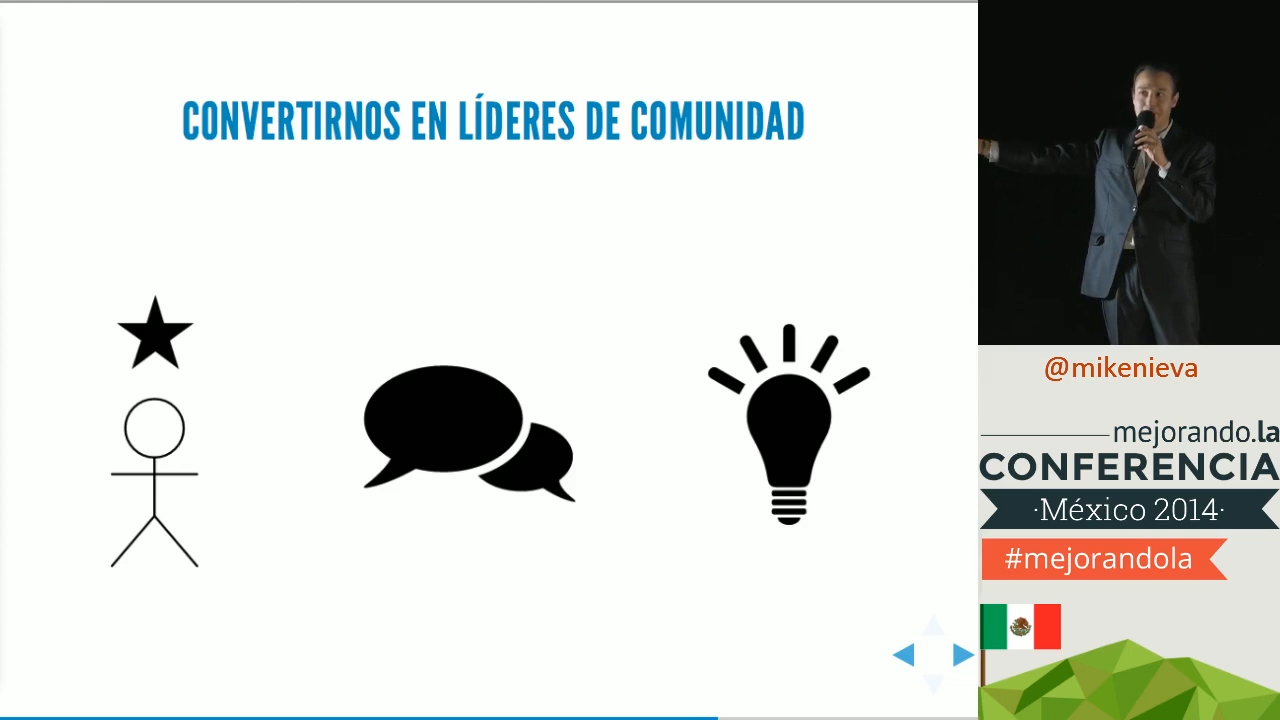 CONVERTIRNOS EN LÍDERES DE COMUNIDAD
@mikenieva
mejorando.la
CONFERENCIA
·México 2014·
#mejorandola